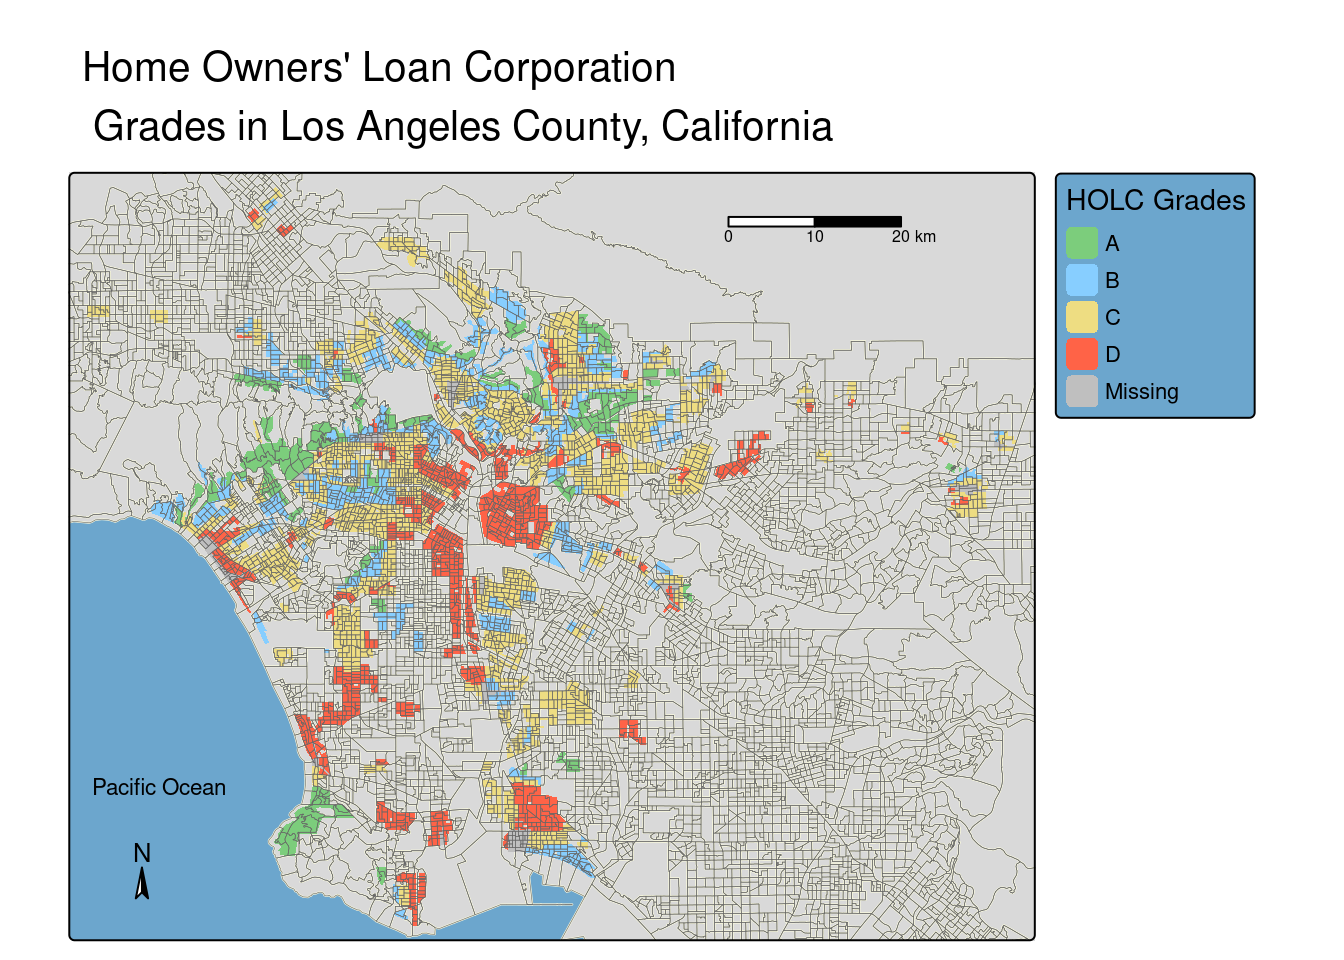 Home Owners' Loan Corporation
Grades in Los Angeles County, California
HOLC Grades
A
B
C
D
Missing
0 10 20 km
Pacific Ocean
N